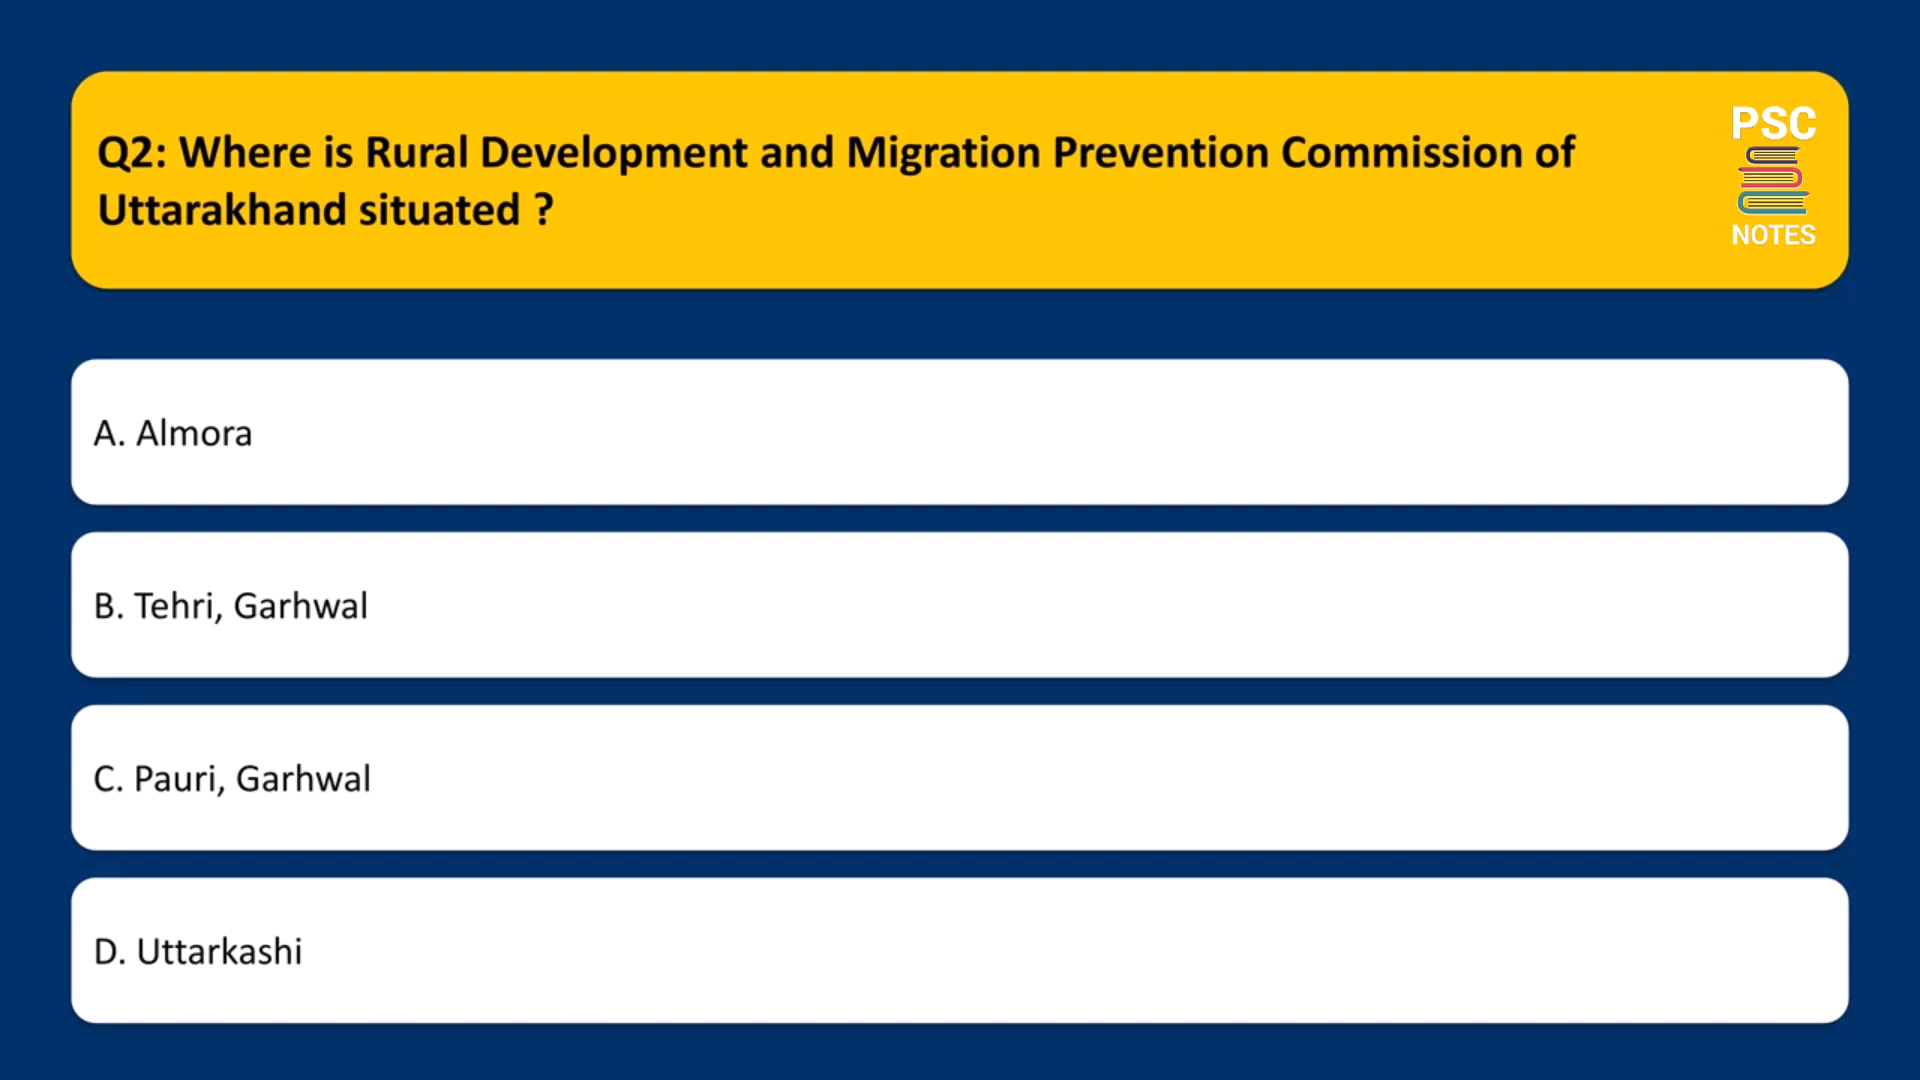 Q2: Where is Rural Development and Migration Prevention Commission of
Uttarakhand situated ?
PSC
NOTES
A. Almora
B. Tehri, Garhwal
C. Pauri, Garhwal
D. Uttarkashi